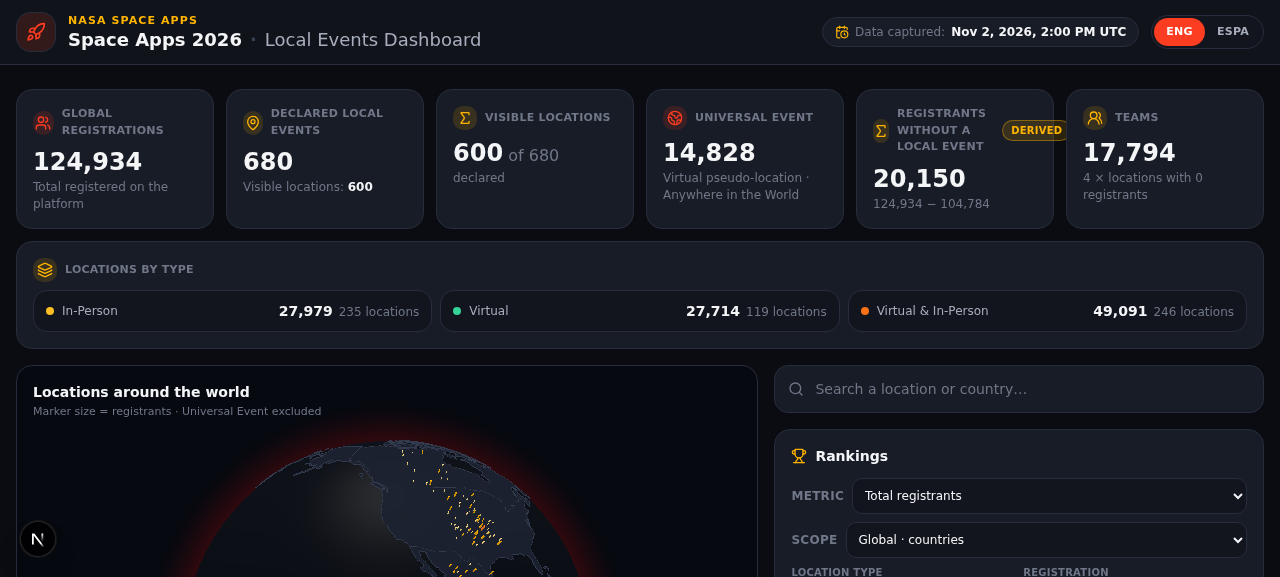 NASA SPACE APPS
Space Apps 2026 · Local Events Dashboard
Data captured: Nov 2, 2026, 2:00 PM UTC
ENG
ESPA
GLOBAL
REGISTRATIONS
124,934
Total registered on the
platform
DECLARED LOCAL
EVENTS
680
Visible locations: 600
VISIBLE LOCATIONS
600 of 680
declared
UNIVERSAL EVENT
14,828
Virtual pseudo-location ·
Anywhere in the World
REGISTRANTS
WITHOUT A
LOCAL EVENT
DERIVED
20,150
124,934 − 104,784
TEAMS
17,794
4 × locations with 0
registrants
LOCATIONS BY TYPE
In-Person 27,979 235 locations
Virtual 27,714 119 locations
Virtual & In-Person 49,091 246 locations
Locations around the world
Marker size = registrants · Universal Event excluded
Search a location or country…
Rankings
METRIC Total registrants
SCOPE Global · countries
LOCATION TYPE
REGISTRATION
N